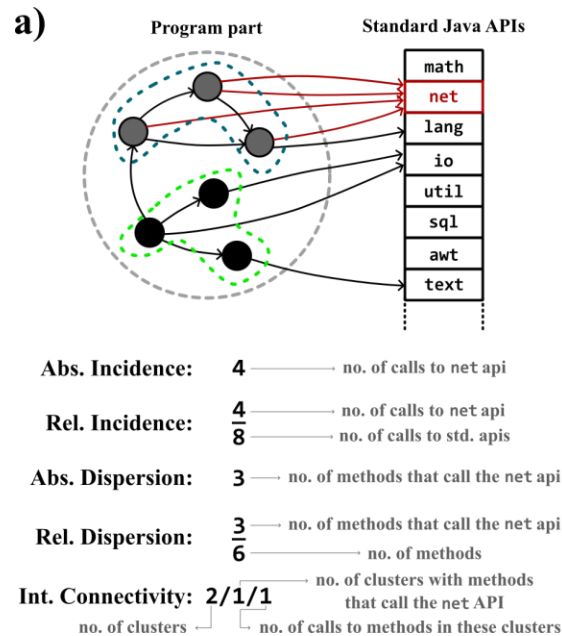 a)
Program part
Standard Java APIs
math
net
lang
io
util
sql
awt
text
Abs. Incidence: 4 no. of calls to net api
Rel. Incidence: 4 no. of calls to net api
8 no. of calls to std. apis
Abs. Dispersion: 3 no. of methods that call the net api
Rel. Dispersion: 3 no. of methods that call the net api
6 no. of methods
no. of clusters with methods
Int. Connectivity: 2/1/1 that call the net API
no. of clusters no. of calls to methods in these clusters